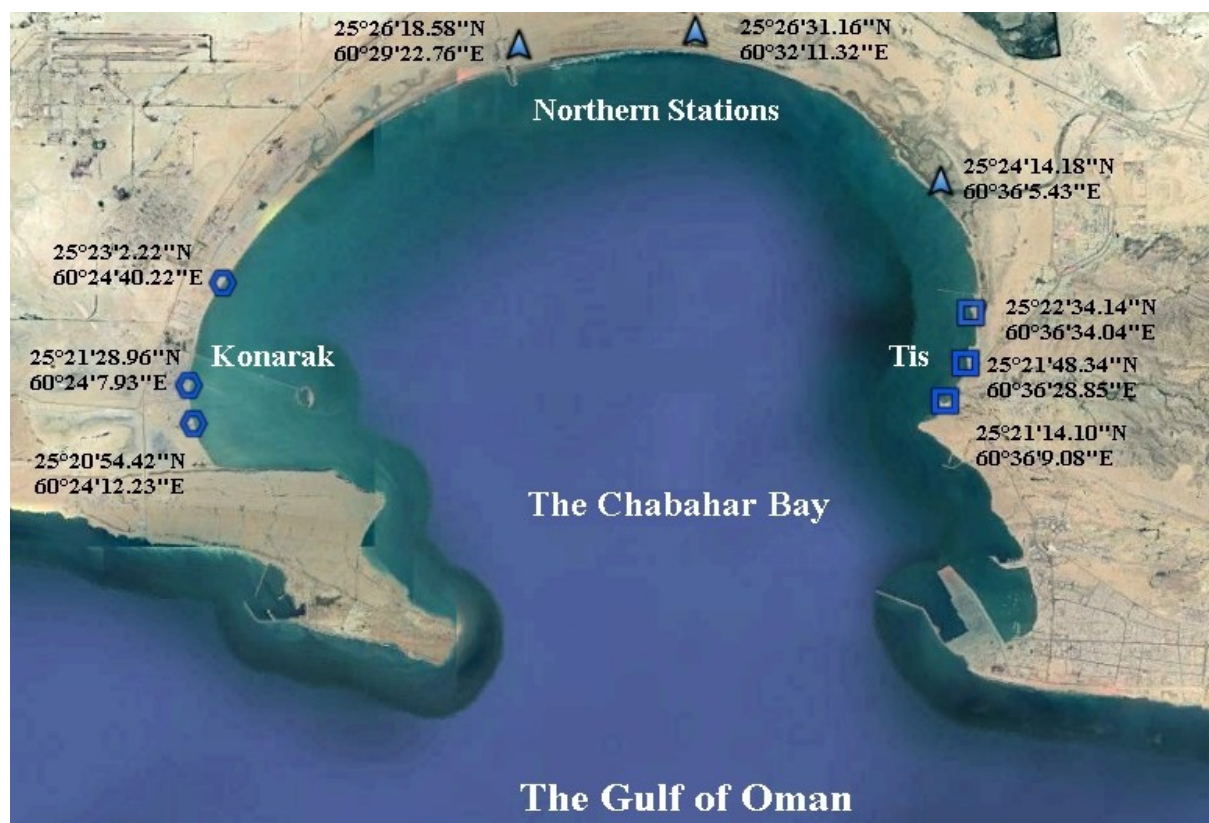 25°26'18.58"N
60°29'22.76"E
25°26'31.16"N
60°32'11.32"E
Northern Stations
25°24'14.18"N
60°36'5.43"E
25°23'2.22"N
60°24'40.22"E
25°22'34.14"N
60°36'34.04"E
25°21'28.96"N
60°24'7.93"E
Konarak
Tis
25°21'48.34"N
60°36'28.85"E
25°21'14.10"N
60°36'9.08"E
25°20'54.42"N
60°24'12.23"E
The Chabahar Bay
The Gulf of Oman